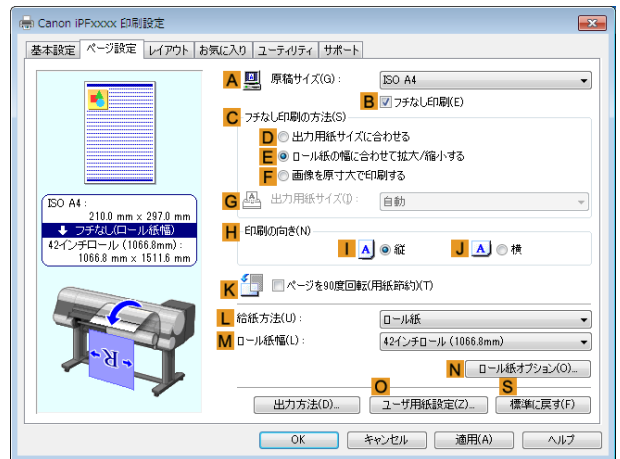 Canon iPFxxxx 印刷設定
基本設定 ページ設定 レイアウト お気に入り ユーティリティ サポート
A 原稿サイズ(G)： ISO A4
B フチなし印刷(E)
C フチなし印刷の方法(S)
D 出力用紙サイズに合わせる
E ロール紙の幅に合わせて拡大/縮小する
F 画像を原寸大で印刷する
G 出力用紙サイズ(I)： 自動
H 印刷の向き(N)
I A 縦 J A 横
K ページを90度回転(用紙節約)(T)
L 給紙方法(U)： ロール紙
M ロール紙幅(L)： 42インチロール (1066.8mm)
N ロール紙オプション(O)...
O S
出力方法(D)... ユーザ用紙設定(Z)... 標準に戻す(F)
ISO A4 :
210.0 mm x 297.0 mm
フチなし(ロール紙幅)
42インチロール (1066.8mm) :
1066.8 mm x 1511.6 mm
R
OK キャンセル 適用(A) ヘルプ